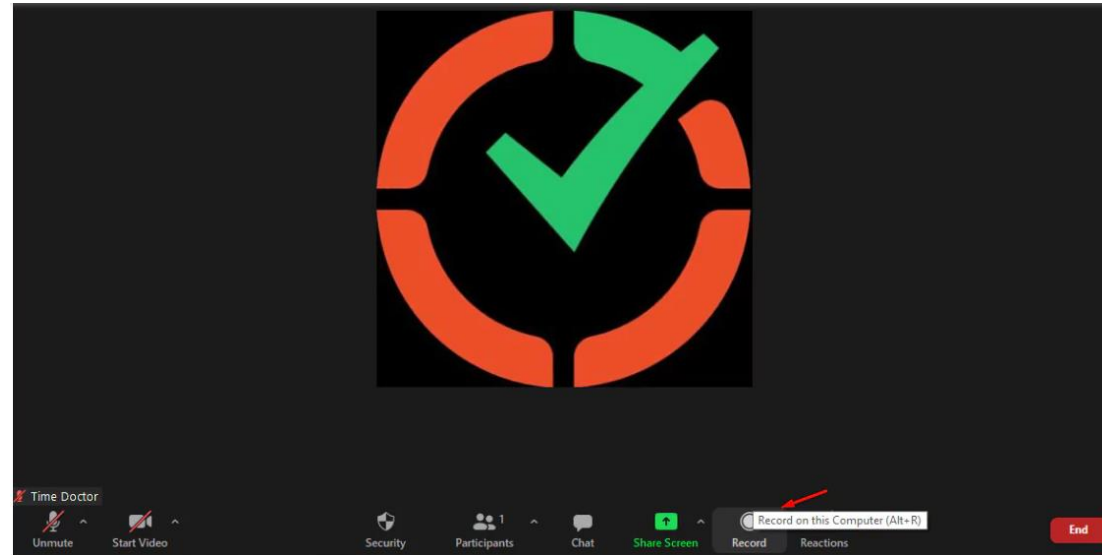 Time Doctor
1
Unmute
Start Video
Security
Participants
Chat
Share Screen
Record
Record on this Computer (Alt+R)
Reactions
End